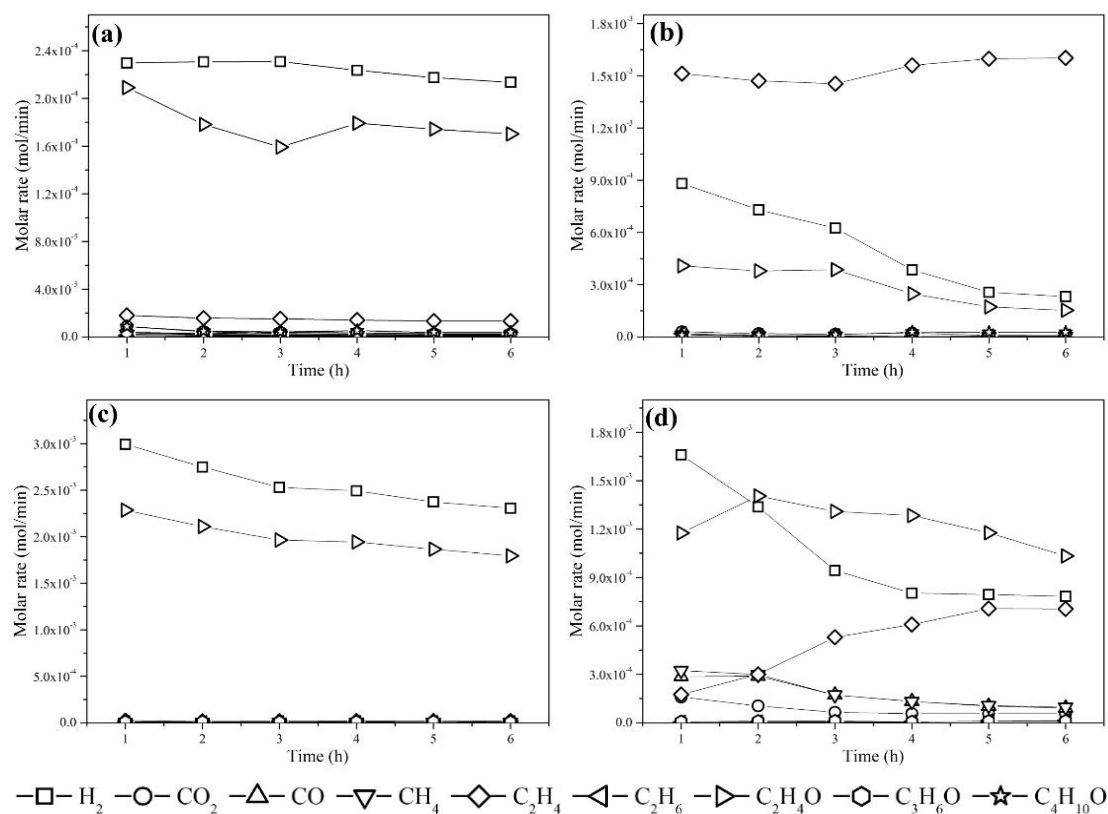 (a)
Molar rate (mol/min)
2.4x10⁻⁴
2.0x10⁻⁴
1.6x10⁻⁴
1.2x10⁻⁴
8.0x10⁻⁵
4.0x10⁻⁵
0.0
1 2 3 4 5 6
Time (h)
(b)
Molar rate (mol/min)
1.8x10⁻³
1.5x10⁻³
1.2x10⁻³
9.0x10⁻⁴
6.0x10⁻⁴
3.0x10⁻⁴
0.0
1 2 3 4 5 6
Time (h)
(c)
Molar rate (mol/min)
3.0x10⁻³
2.5x10⁻³
2.0x10⁻³
1.5x10⁻³
1.0x10⁻³
5.0x10⁻⁴
0.0
1 2 3 4 5 6
Time (h)
(d)
Molar rate (mol/min)
1.8x10⁻³
1.5x10⁻³
1.2x10⁻³
9.0x10⁻⁴
6.0x10⁻⁴
3.0x10⁻⁴
0.0
1 2 3 4 5 6
Time (h)
H₂ CO₂ CO CH₄ C₂H₄ C₂H₆ C₂H₄O C₃H₆O C₄H₁₀O